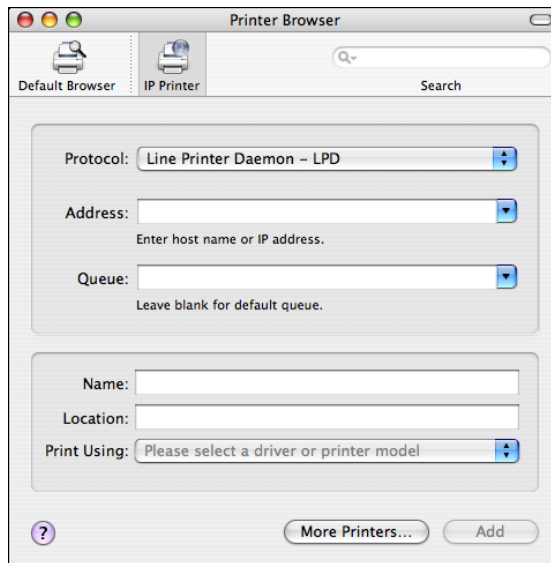 Printer Browser
Default Browser
IP Printer
Search
Protocol: Line Printer Daemon – LPD
Address:
Enter host name or IP address.
Queue:
Leave blank for default queue.
Name:
Location:
Print Using: Please select a driver or printer model
? More Printers... Add